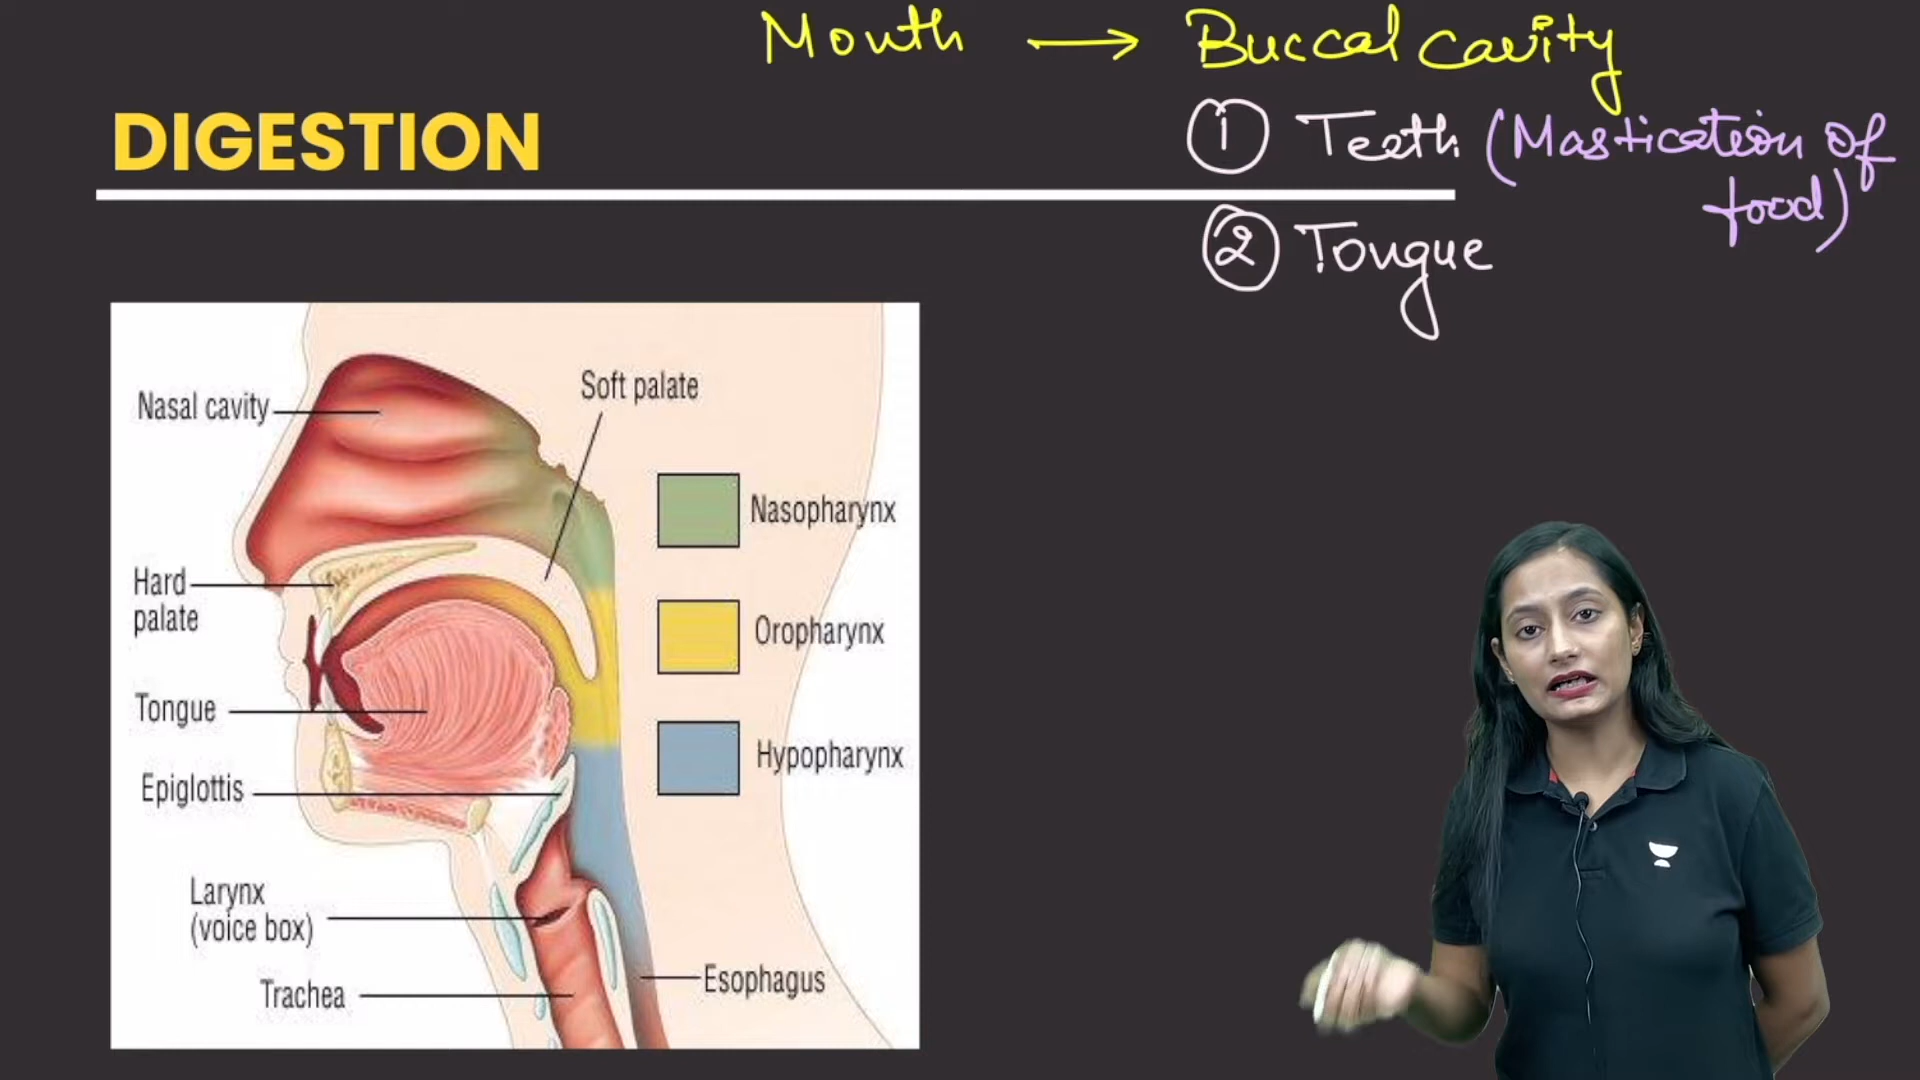 Mouth → Buccal cavity
DIGESTION
① Teeth (Mastication of
food)
② Tongue
Soft palate
Nasal cavity
Nasopharynx
Hard
palate
Oropharynx
Tongue
Hypopharynx
Epiglottis
Larynx
(voice box)
Esophagus
Trachea